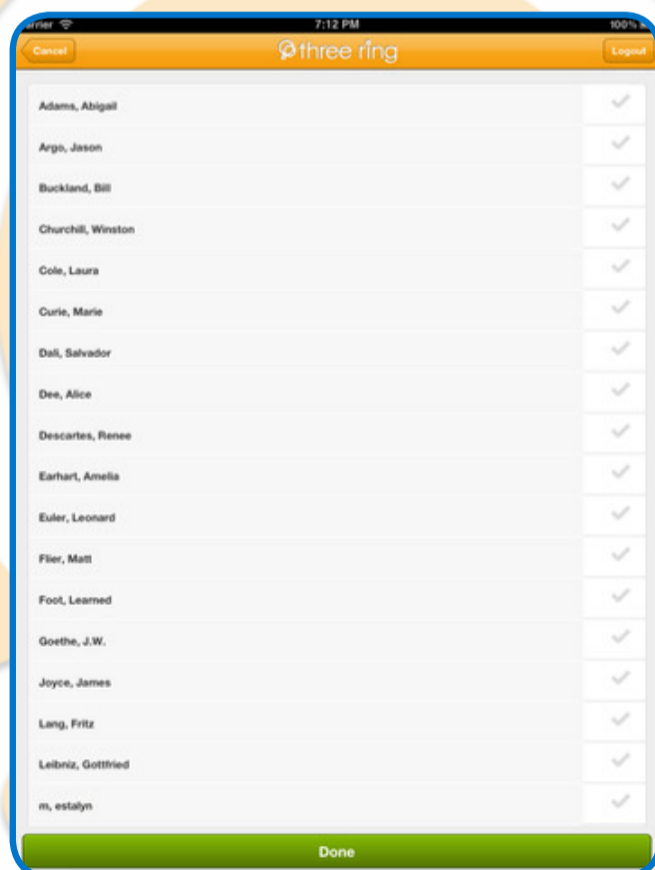 7:12 PM
100%
Cancel
three ring
Logout
Adams, Abigail
Argo, Jason
Buckland, Bill
Churchill, Winston
Cole, Laura
Curie, Marie
Dali, Salvador
Dee, Alice
Descartes, Renee
Earhart, Amelia
Euler, Leonard
Flier, Matt
Foot, Learned
Goethe, J.W.
Joyce, James
Lang, Fritz
Leibniz, Gottfried
m, estalyn
Done